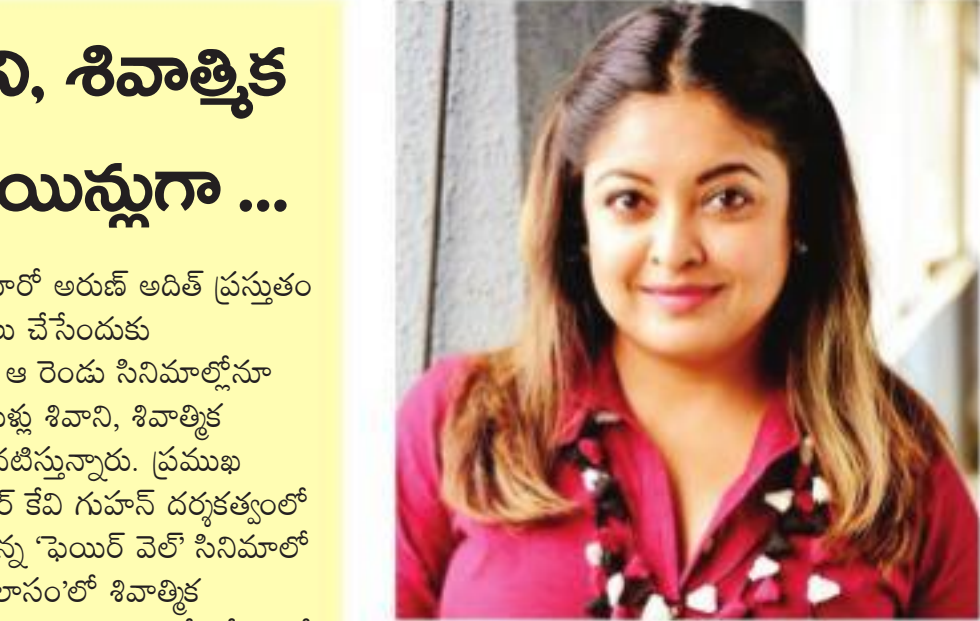 ని, శివాత్మిక
యిన్లుగా ...
అరుణ్ అదిత్ ప్రస్తుతం
చేసేందుకు
ఆ రెండు సినిమాల్లోనూ
శివాని, శివాత్మిక
నటిస్తున్నారు. ప్రముఖ
కేవి గుహన్ దర్శకత్వంలో
‘ఫెయిర్ వెల్’ సినిమాలో
శివాత్మిక